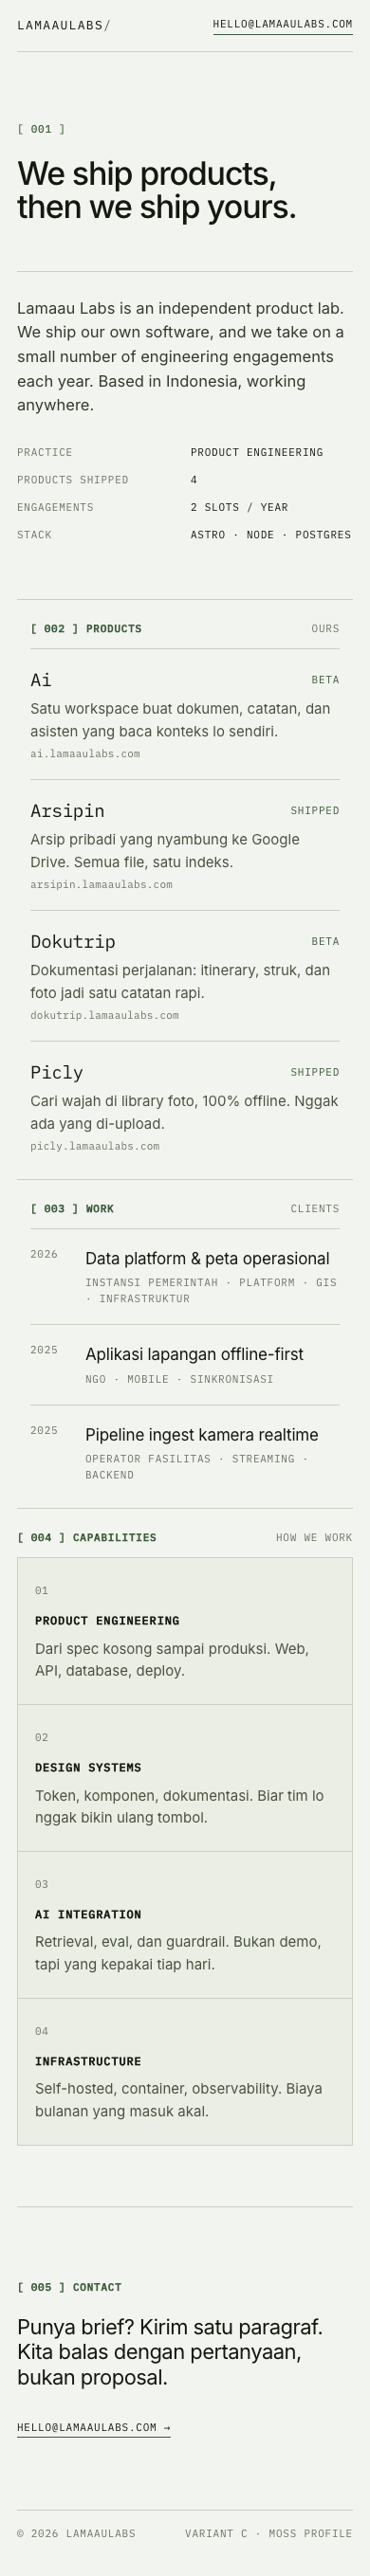 LAMAAULABS/
HELLO@LAMAAULABS.COM
[ 001 ]
We ship products,
then we ship yours.
Lamaau Labs is an independent product lab.
We ship our own software, and we take on a
small number of engineering engagements
each year. Based in Indonesia, working
anywhere.
PRACTICE PRODUCT ENGINEERING
PRODUCTS SHIPPED 4
ENGAGEMENTS 2 SLOTS / YEAR
STACK ASTRO · NODE · POSTGRES
[ 002 ] PRODUCTS OURS
Ai BETA
Satu workspace buat dokumen, catatan, dan
asisten yang baca konteks lo sendiri.
ai.lamaaulabs.com
Arsipin SHIPPED
Arsip pribadi yang nyambung ke Google
Drive. Semua file, satu indeks.
arsipin.lamaaulabs.com
Dokutrip BETA
Dokumentasi perjalanan: itinerary, struk, dan
foto jadi satu catatan rapi.
dokutrip.lamaaulabs.com
Picly SHIPPED
Cari wajah di library foto, 100% offline. Nggak
ada yang di-upload.
picly.lamaaulabs.com
[ 003 ] WORK CLIENTS
2026 Data platform & peta operasional
INSTANSI PEMERINTAH · PLATFORM · GIS
· INFRASTRUKTUR
2025 Aplikasi lapangan offline-first
NGO · MOBILE · SINKRONISASI
2025 Pipeline ingest kamera realtime
OPERATOR FASILITAS · STREAMING ·
BACKEND
[ 004 ] CAPABILITIES HOW WE WORK
01
PRODUCT ENGINEERING
Dari spec kosong sampai produksi. Web,
API, database, deploy.
02
DESIGN SYSTEMS
Token, komponen, dokumentasi. Biar tim lo
nggak bikin ulang tombol.
03
AI INTEGRATION
Retrieval, eval, dan guardrail. Bukan demo,
tapi yang kepakai tiap hari.
04
INFRASTRUCTURE
Self-hosted, container, observability. Biaya
bulanan yang masuk akal.
[ 005 ] CONTACT
Punya brief? Kirim satu paragraf.
Kita balas dengan pertanyaan,
bukan proposal.
HELLO@LAMAAULABS.COM →
© 2026 LAMAAULABS VARIANT C · MOSS PROFILE